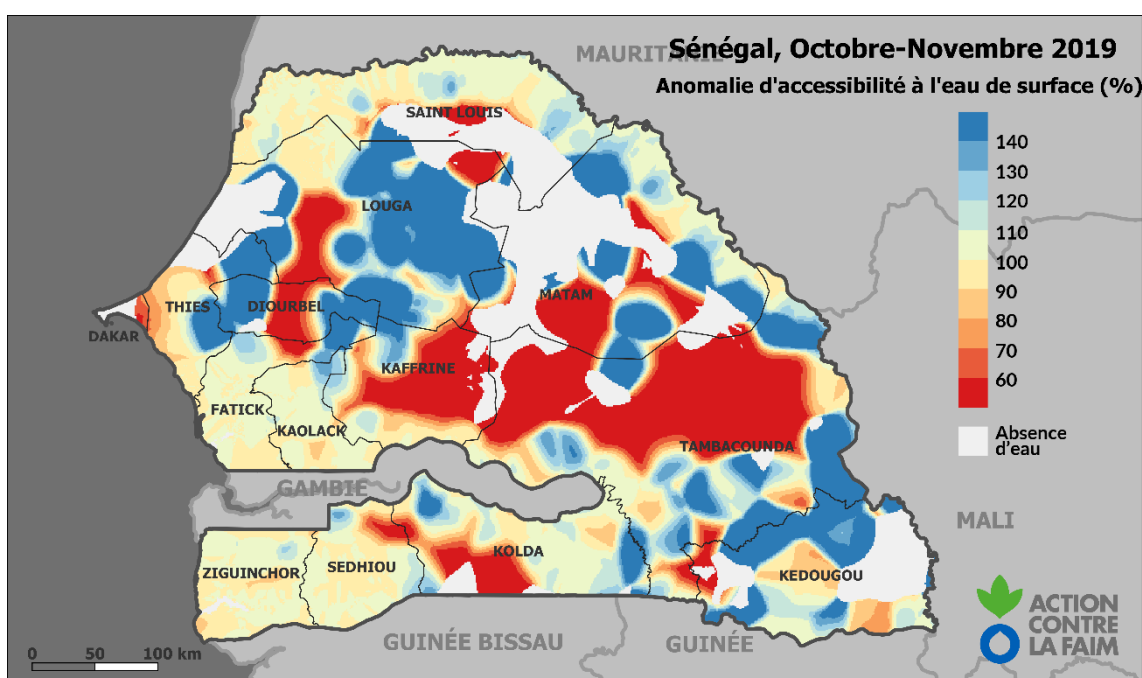 MAURITANIE
Sénégal, Octobre-Novembre 2019
Anomalie d'accessibilité à l'eau de surface (%)
140
130
120
110
100
90
80
70
60
Absence
d'eau
SAINT LOUIS
LOUGA
MATAM
THIES
DIOURBEL
DAKAR
KAFFRINE
FATICK
KAOLACK
TAMBACOUNDA
GAMBIE
MALI
KOLDA
ZIGUINCHOR
SEDHIOU
KEDOUGOU
GUINÉE BISSAU
GUINÉE
ACTION
CONTRE
LA FAIM
0 50 100 km